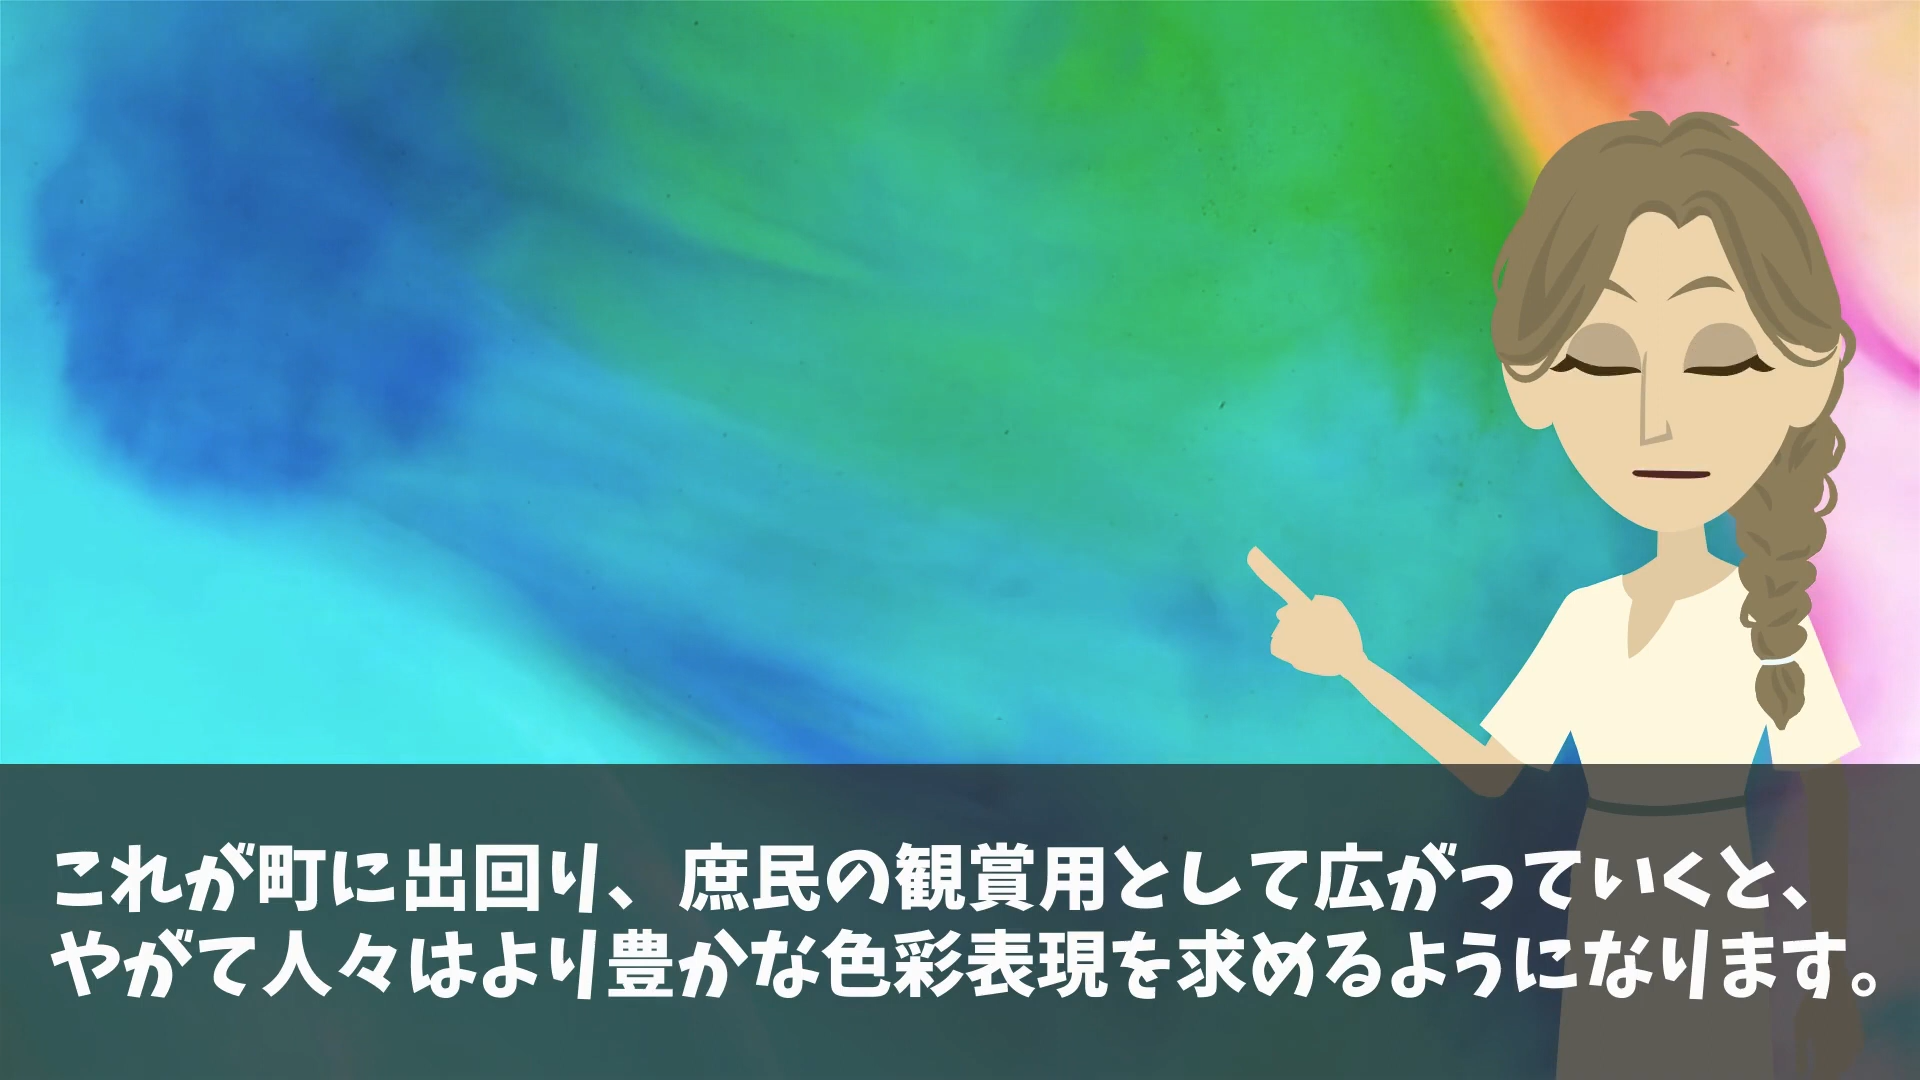 これが町に出回り、庶民の観賞用として広がっていくと、
やがて人々はより豊かな色彩表現を求めるようになります。